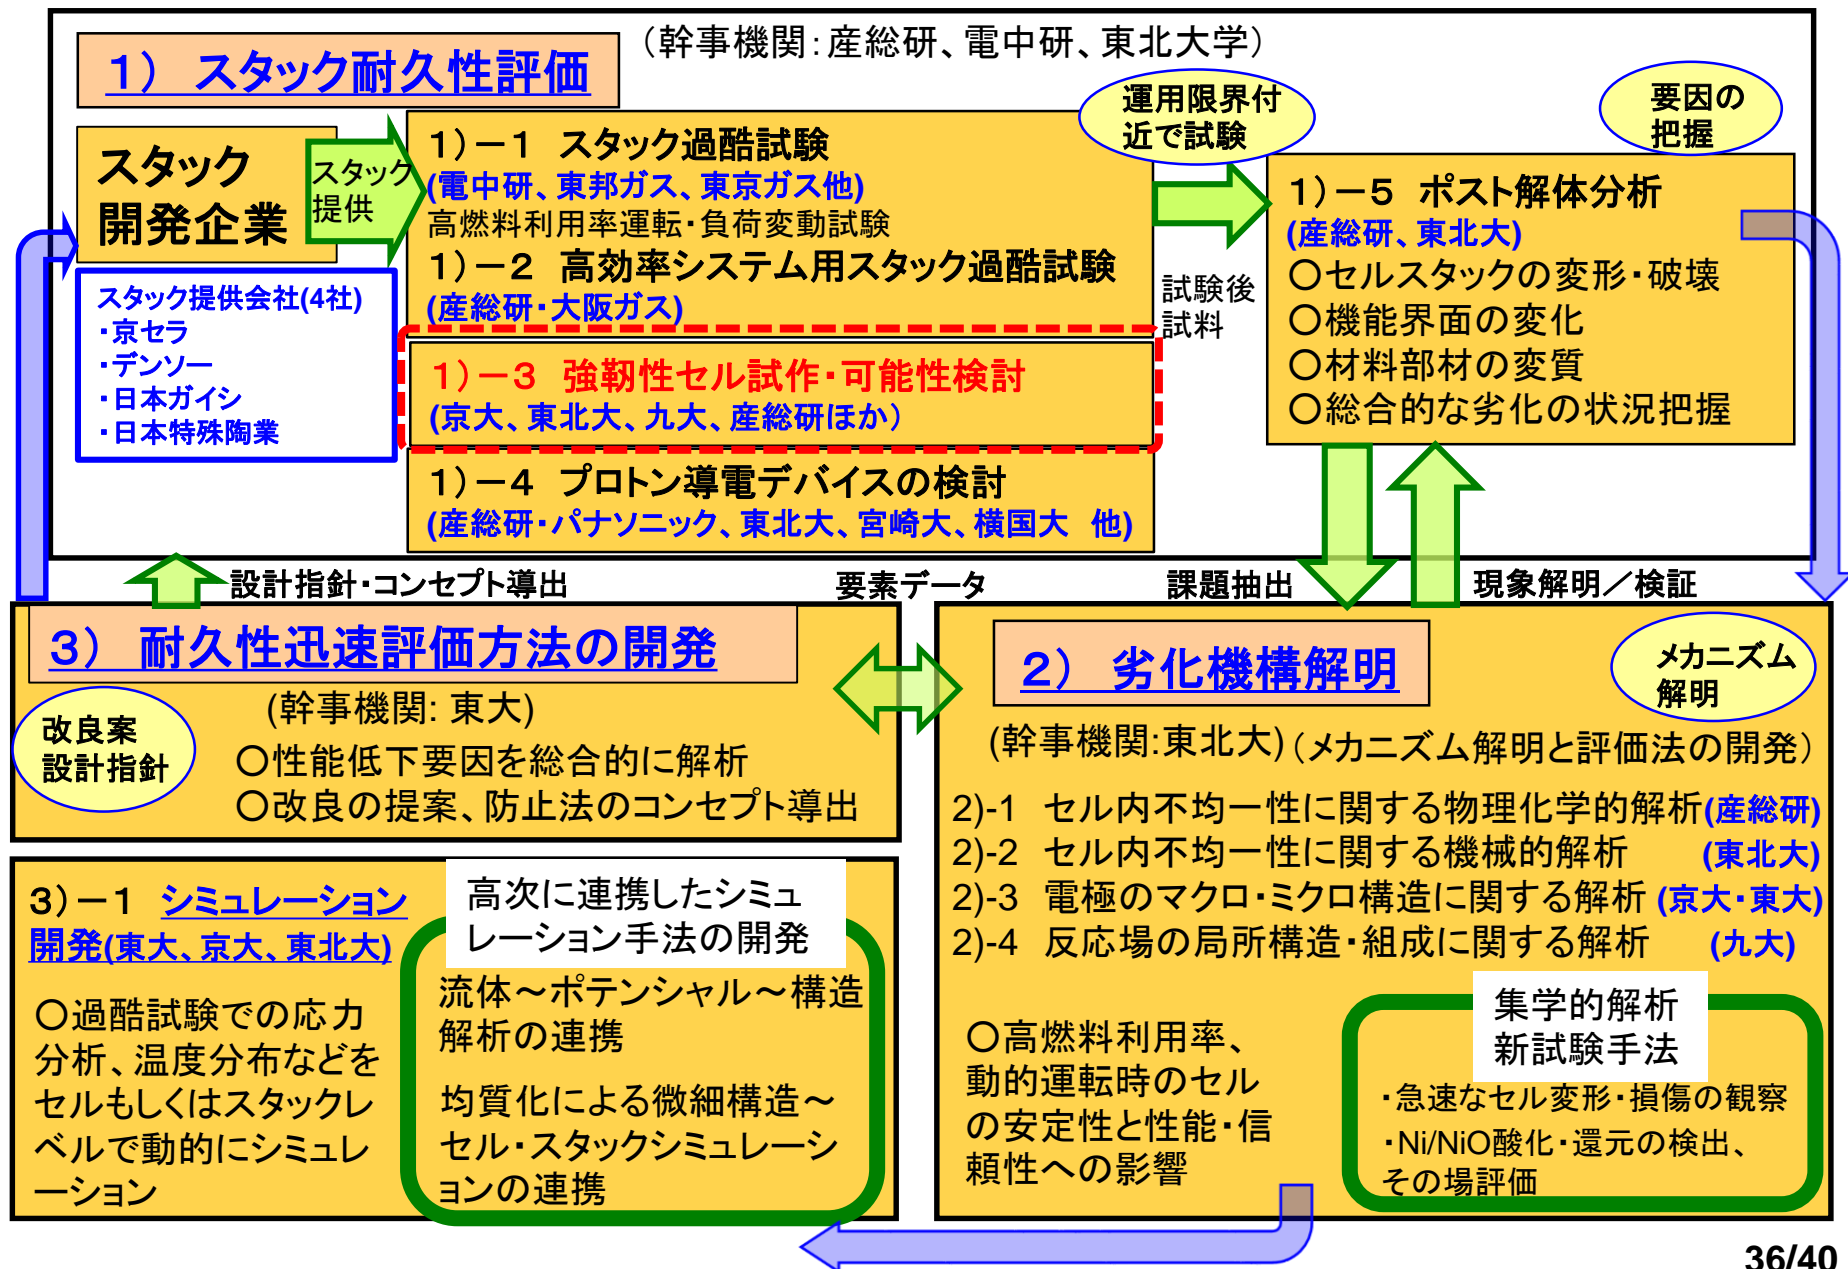 1） スタック耐久性評価
（幹事機関：産総研、電中研、東北大学）
スタック
開発企業
スタック
提供
スタック提供会社(4社)
・京セラ
・デンソー
・日本ガイシ
・日本特殊陶業
1)－1 スタック過酷試験
(電中研、東邦ガス、東京ガス他)
高燃料利用率運転・負荷変動試験
1)－2 高効率システム用スタック過酷試験
(産総研・大阪ガス)
1)－3 強靭性セル試作・可能性検討
(京大、東北大、九大、産総研ほか）
1)－4 プロトン導電デバイスの検討
(産総研・パナソニック、東北大、宮崎大、横国大 他)
運用限界付
近で試験
試験後
試料
要因の
把握
1)－5 ポスト解体分析
(産総研、東北大)
〇セルスタックの変形・破壊
〇機能界面の変化
〇材料部材の変質
〇総合的な劣化の状況把握
設計指針・コンセプト導出
要素データ
課題抽出
現象解明／検証
3） 耐久性迅速評価方法の開発
(幹事機関: 東大)
改良案
設計指針
〇性能低下要因を総合的に解析
〇改良の提案、防止法のコンセプト導出
3)－1 シミュレーション
開発(東大、京大、東北大)
〇過酷試験での応力
分析、温度分布などを
セルもしくはスタックレ
ベルで動的にシミュレ
ーション
高次に連携したシミュ
レーション手法の開発
流体～ポテンシャル～構造
解析の連携
均質化による微細構造～
セル・スタックシミュレーシ
ョンの連携
2） 劣化機構解明
メカニズム
解明
(幹事機関:東北大)（メカニズム解明と評価法の開発）
2)-1 セル内不均一性に関する物理化学的解析(産総研)
2)-2 セル内不均一性に関する機械的解析 (東北大)
2)-3 電極のマクロ・ミクロ構造に関する解析 (京大・東大)
2)-4 反応場の局所構造・組成に関する解析 (九大)
〇高燃料利用率、
動的運転時のセル
の安定性と性能・信
頼性への影響
集学的解析
新試験手法
・急速なセル変形・損傷の観察
・Ni/NiO酸化・還元の検出、
その場評価
36/40